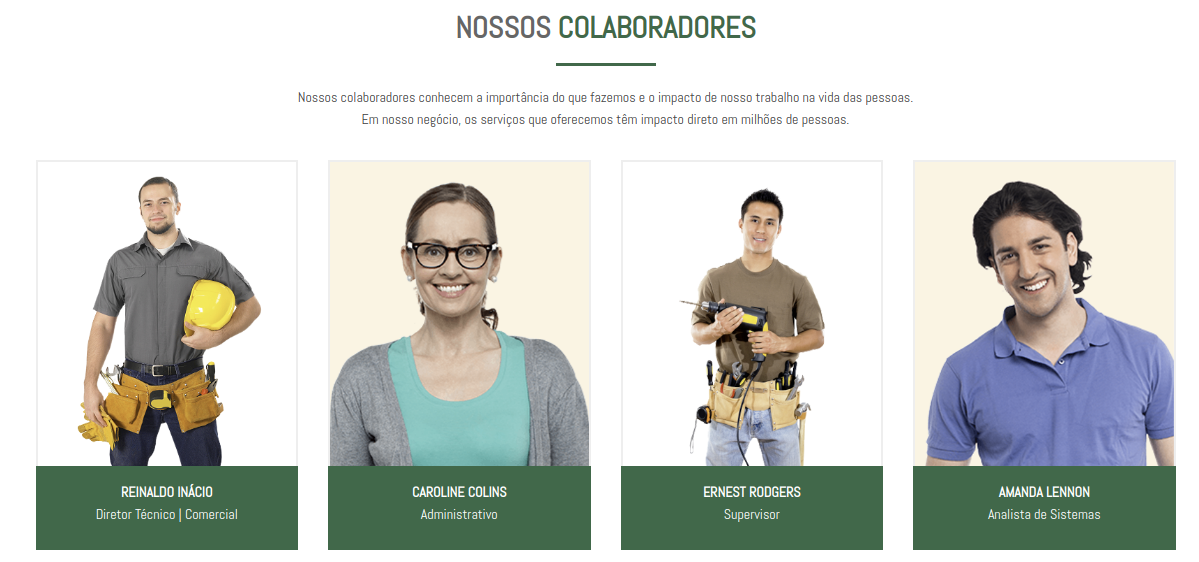 NOSSOS COLABORADORES
Nossos colaboradores conhecem a importância do que fazemos e o impacto de nosso trabalho na vida das pessoas.
Em nosso negócio, os serviços que oferecemos têm impacto direto em milhões de pessoas.
REINALDO INÁCIO
Diretor Técnico | Comercial
CAROLINE COLINS
Administrativo
ERNEST RODGERS
Supervisor
AMANDA LENNON
Analista de Sistemas